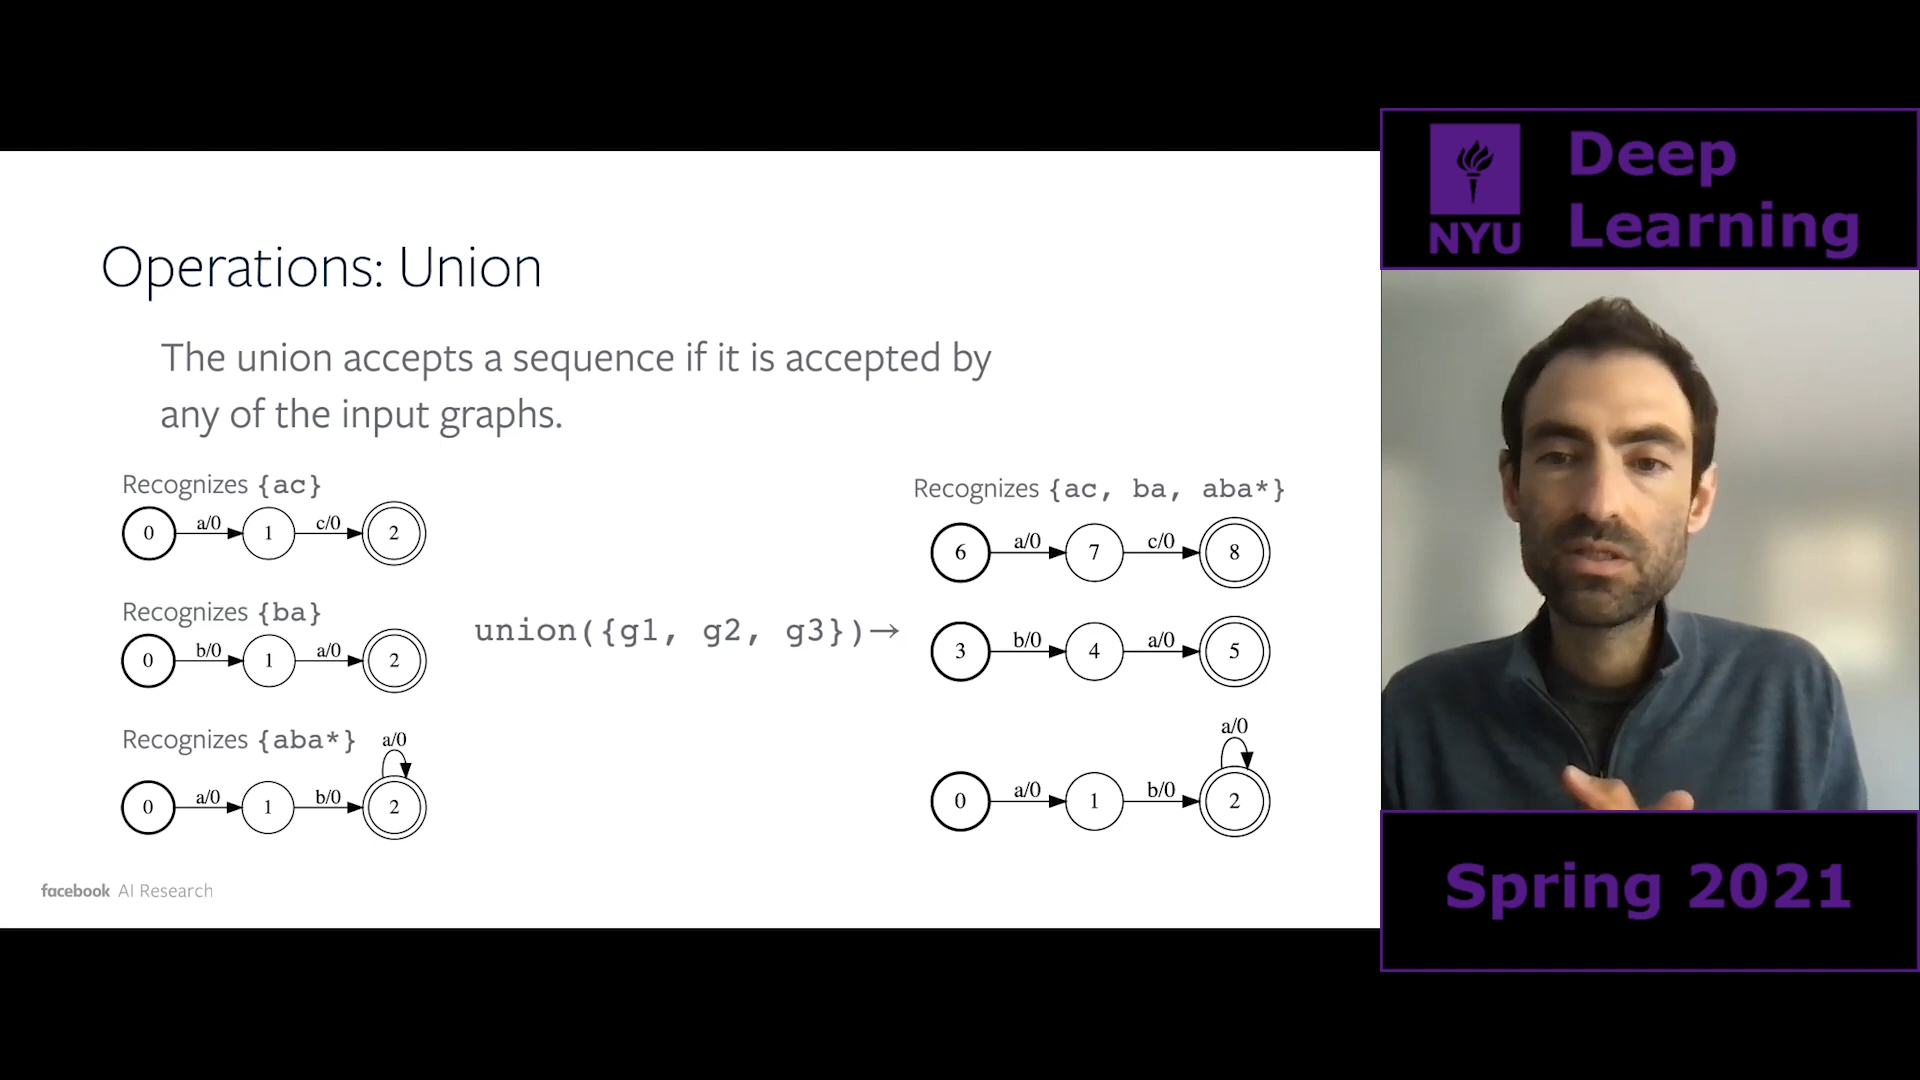 Operations: Union
The union accepts a sequence if it is accepted by
any of the input graphs.
Recognizes {ac}
0 a/0 1 c/0 2
Recognizes {ba}
0 b/0 1 a/0 2
Recognizes {aba*}
a/0
0 a/0 1 b/0 2
union({g1, g2, g3})→
Recognizes {ac, ba, aba*}
6 a/0 7 c/0 8
3 b/0 4 a/0 5
a/0
0 a/0 1 b/0 2
facebook AI Research
NYU
Deep
Learning
Spring 2021